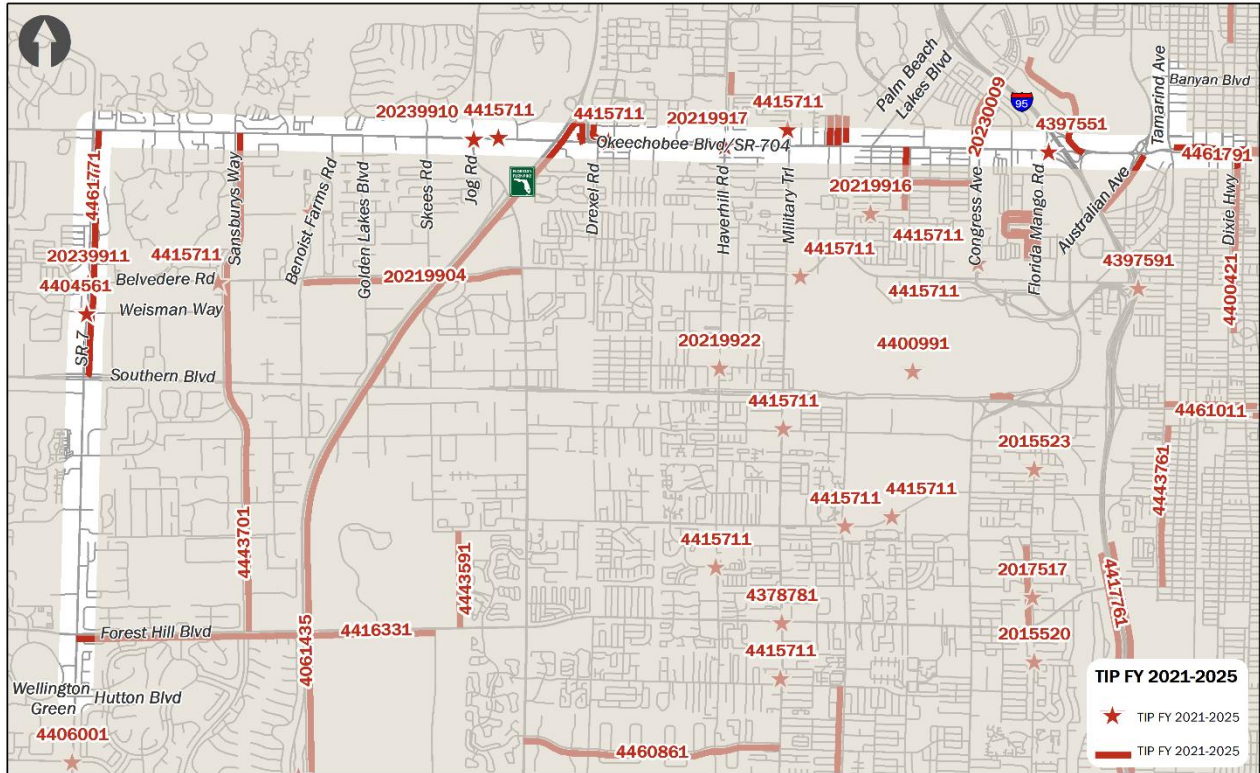 Banyan Blvd
Tamarind Ave
Palm Beach
Lakes Blvd
20230009
95
20239910
4415711
4415711
20219917
4415711
4397551
Okeechobee Blvd/SR-704
4461791
4461771
Sansburys Way
Benoist Farms Rd
Golden Lakes Blvd
Skees Rd
Jog Rd
Drexel Rd
Haverhill Rd
Military Trl
20219916
Congress Ave
Florida Mango Rd
Australian Ave
Dixie Hwy
20239911
4415711
4415711
4415711
4397591
4404561
Belvedere Rd
20219904
4415711
Weisman Way
4400421
SR-7
20219922
4400991
Southern Blvd
4415711
4461011
2015523
4443761
4415711
4415711
4443701
4443591
4415711
2017517
4417761
4378781
Forest Hill Blvd
4416331
4061435
2015520
4415711
Wellington
Green
Hutton Blvd
4406001
4460861
TIP FY 2021-2025
TIP FY 2021-2025
TIP FY 2021-2025